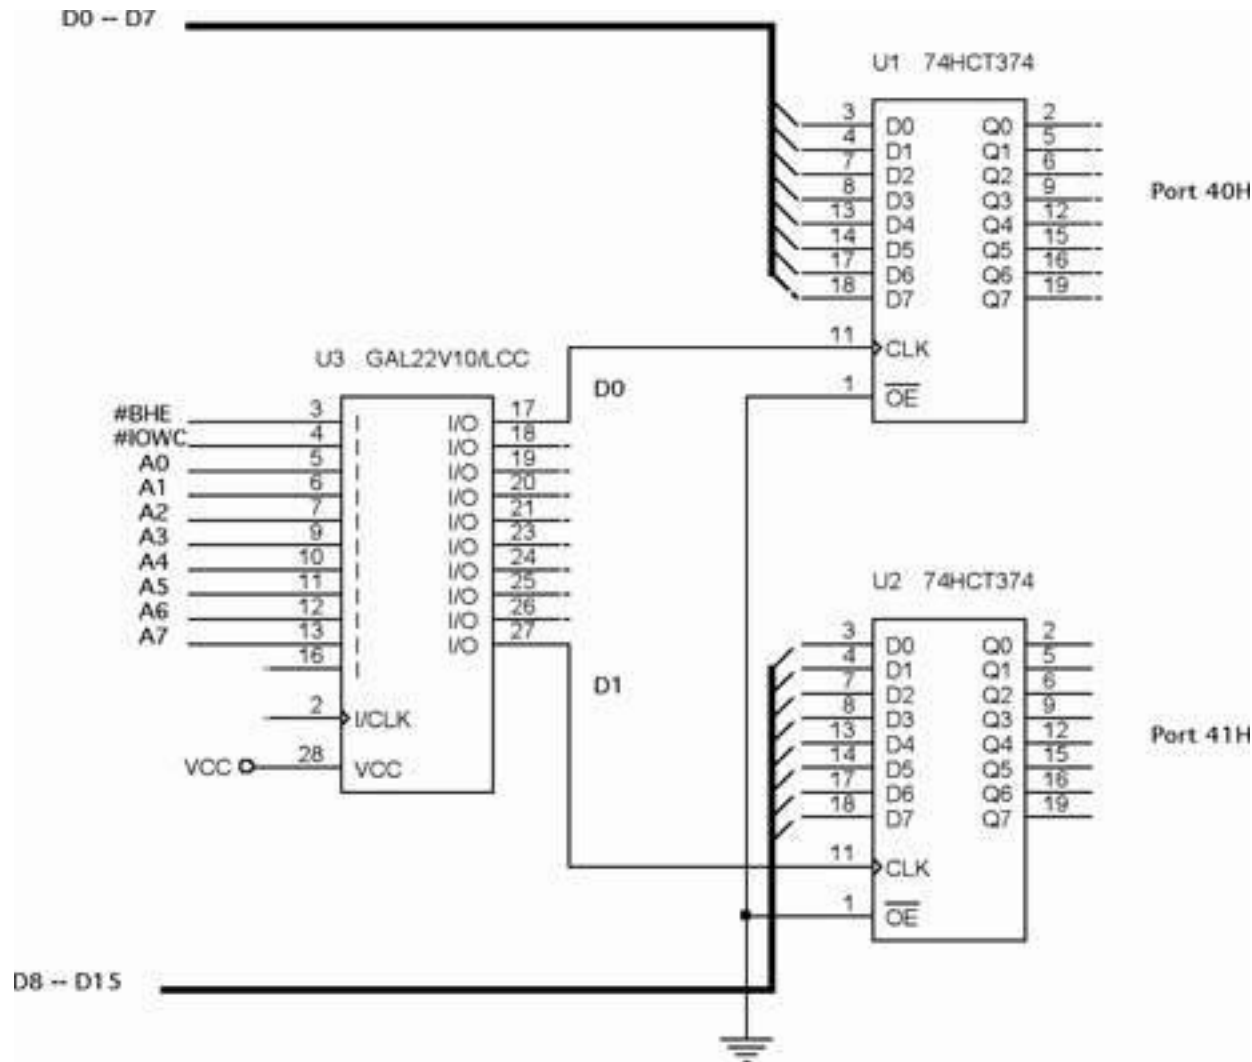 D0 -- D7
U1 74HCT374
3 D0 Q0 2
4 D1 Q1 5
7 D2 Q2 6
8 D3 Q3 9
13 D4 Q4 12
14 D5 Q5 15
17 D6 Q6 16
18 D7 Q7 19
11 CLK
1 OE
Port 40H
U3 GAL22V10/LCC
#BHE 3 I I/O 17
#IOWC 4 I I/O 18
A0 5 I I/O 19
A1 6 I I/O 20
A2 7 I I/O 21
A3 9 I I/O 23
A4 10 I I/O 24
A5 11 I I/O 25
A6 12 I I/O 26
A7 13 I I/O 27
16 I
2 I/CLK
VCC 28 VCC
D0
D1
U2 74HCT374
3 D0 Q0 2
4 D1 Q1 5
7 D2 Q2 6
8 D3 Q3 9
13 D4 Q4 12
14 D5 Q5 15
17 D6 Q6 16
18 D7 Q7 19
11 CLK
1 OE
Port 41H
D8 -- D15